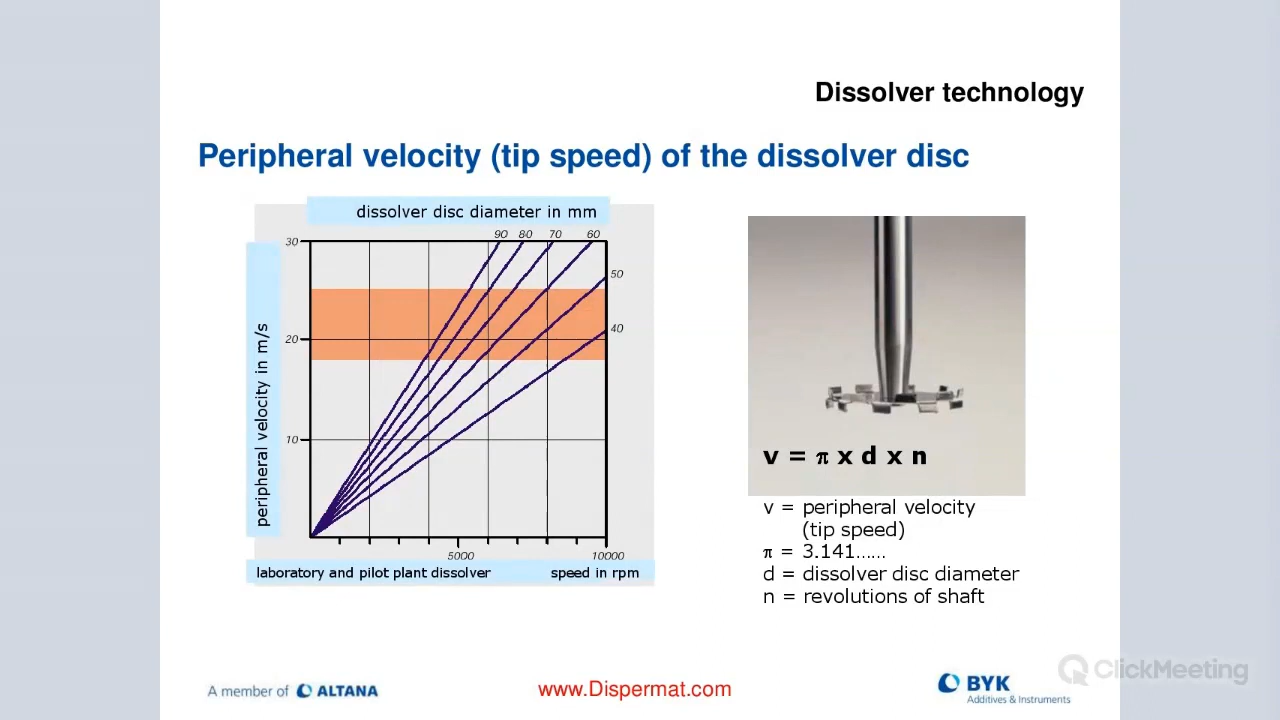 Dissolver technology
Peripheral velocity (tip speed) of the dissolver disc
dissolver disc diameter in mm
90 80 70 60
50
40
30
20
10
peripheral velocity in m/s
5000 10000
laboratory and pilot plant dissolver speed in rpm
v = π x d x n
v = peripheral velocity
(tip speed)
π = 3.141......
d = dissolver disc diameter
n = revolutions of shaft
A member of ALTANA
www.Dispermat.com
BYK
Additives & Instruments
ClickMeeting